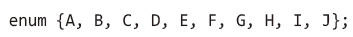 enum {A, B, C, D, E, F, G, H, I, J};